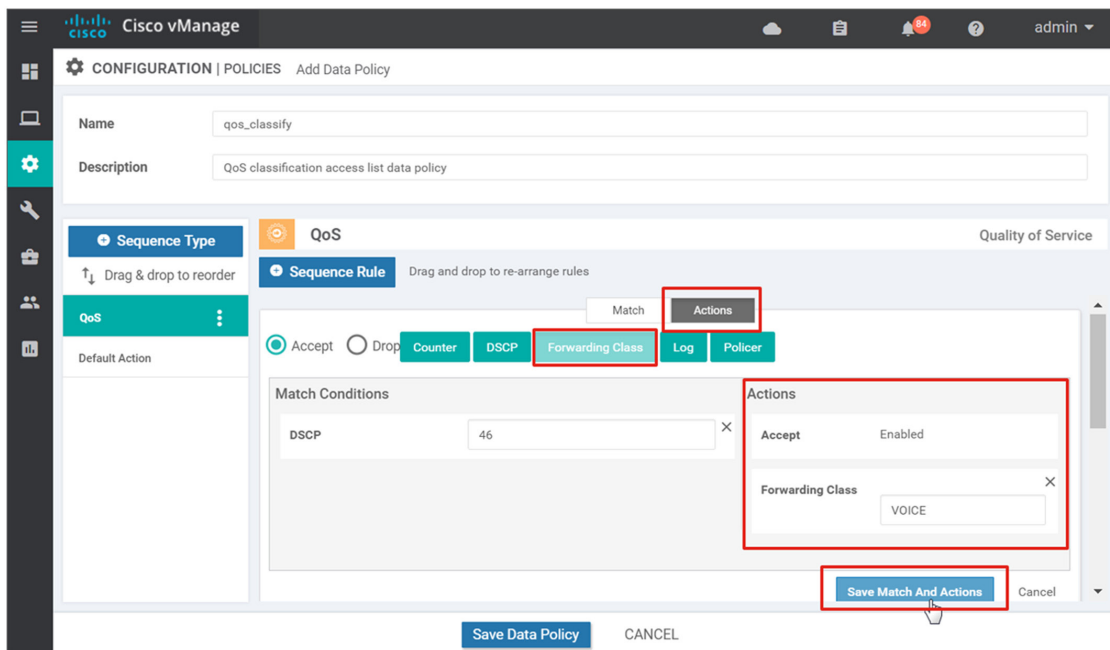 cisco Cisco vManage 84 admin
CONFIGURATION | POLICIES Add Data Policy
Name qos_classify
Description QoS classification access list data policy
Sequence Type
Drag & drop to reorder
QoS
Default Action
QoS Quality of Service
Sequence Rule Drag and drop to re-arrange rules
Match Actions
Accept Drop Counter DSCP Forwarding Class Log Policer
Match Conditions
DSCP 46
Actions
Accept Enabled
Forwarding Class
VOICE
Save Match And Actions Cancel
Save Data Policy CANCEL